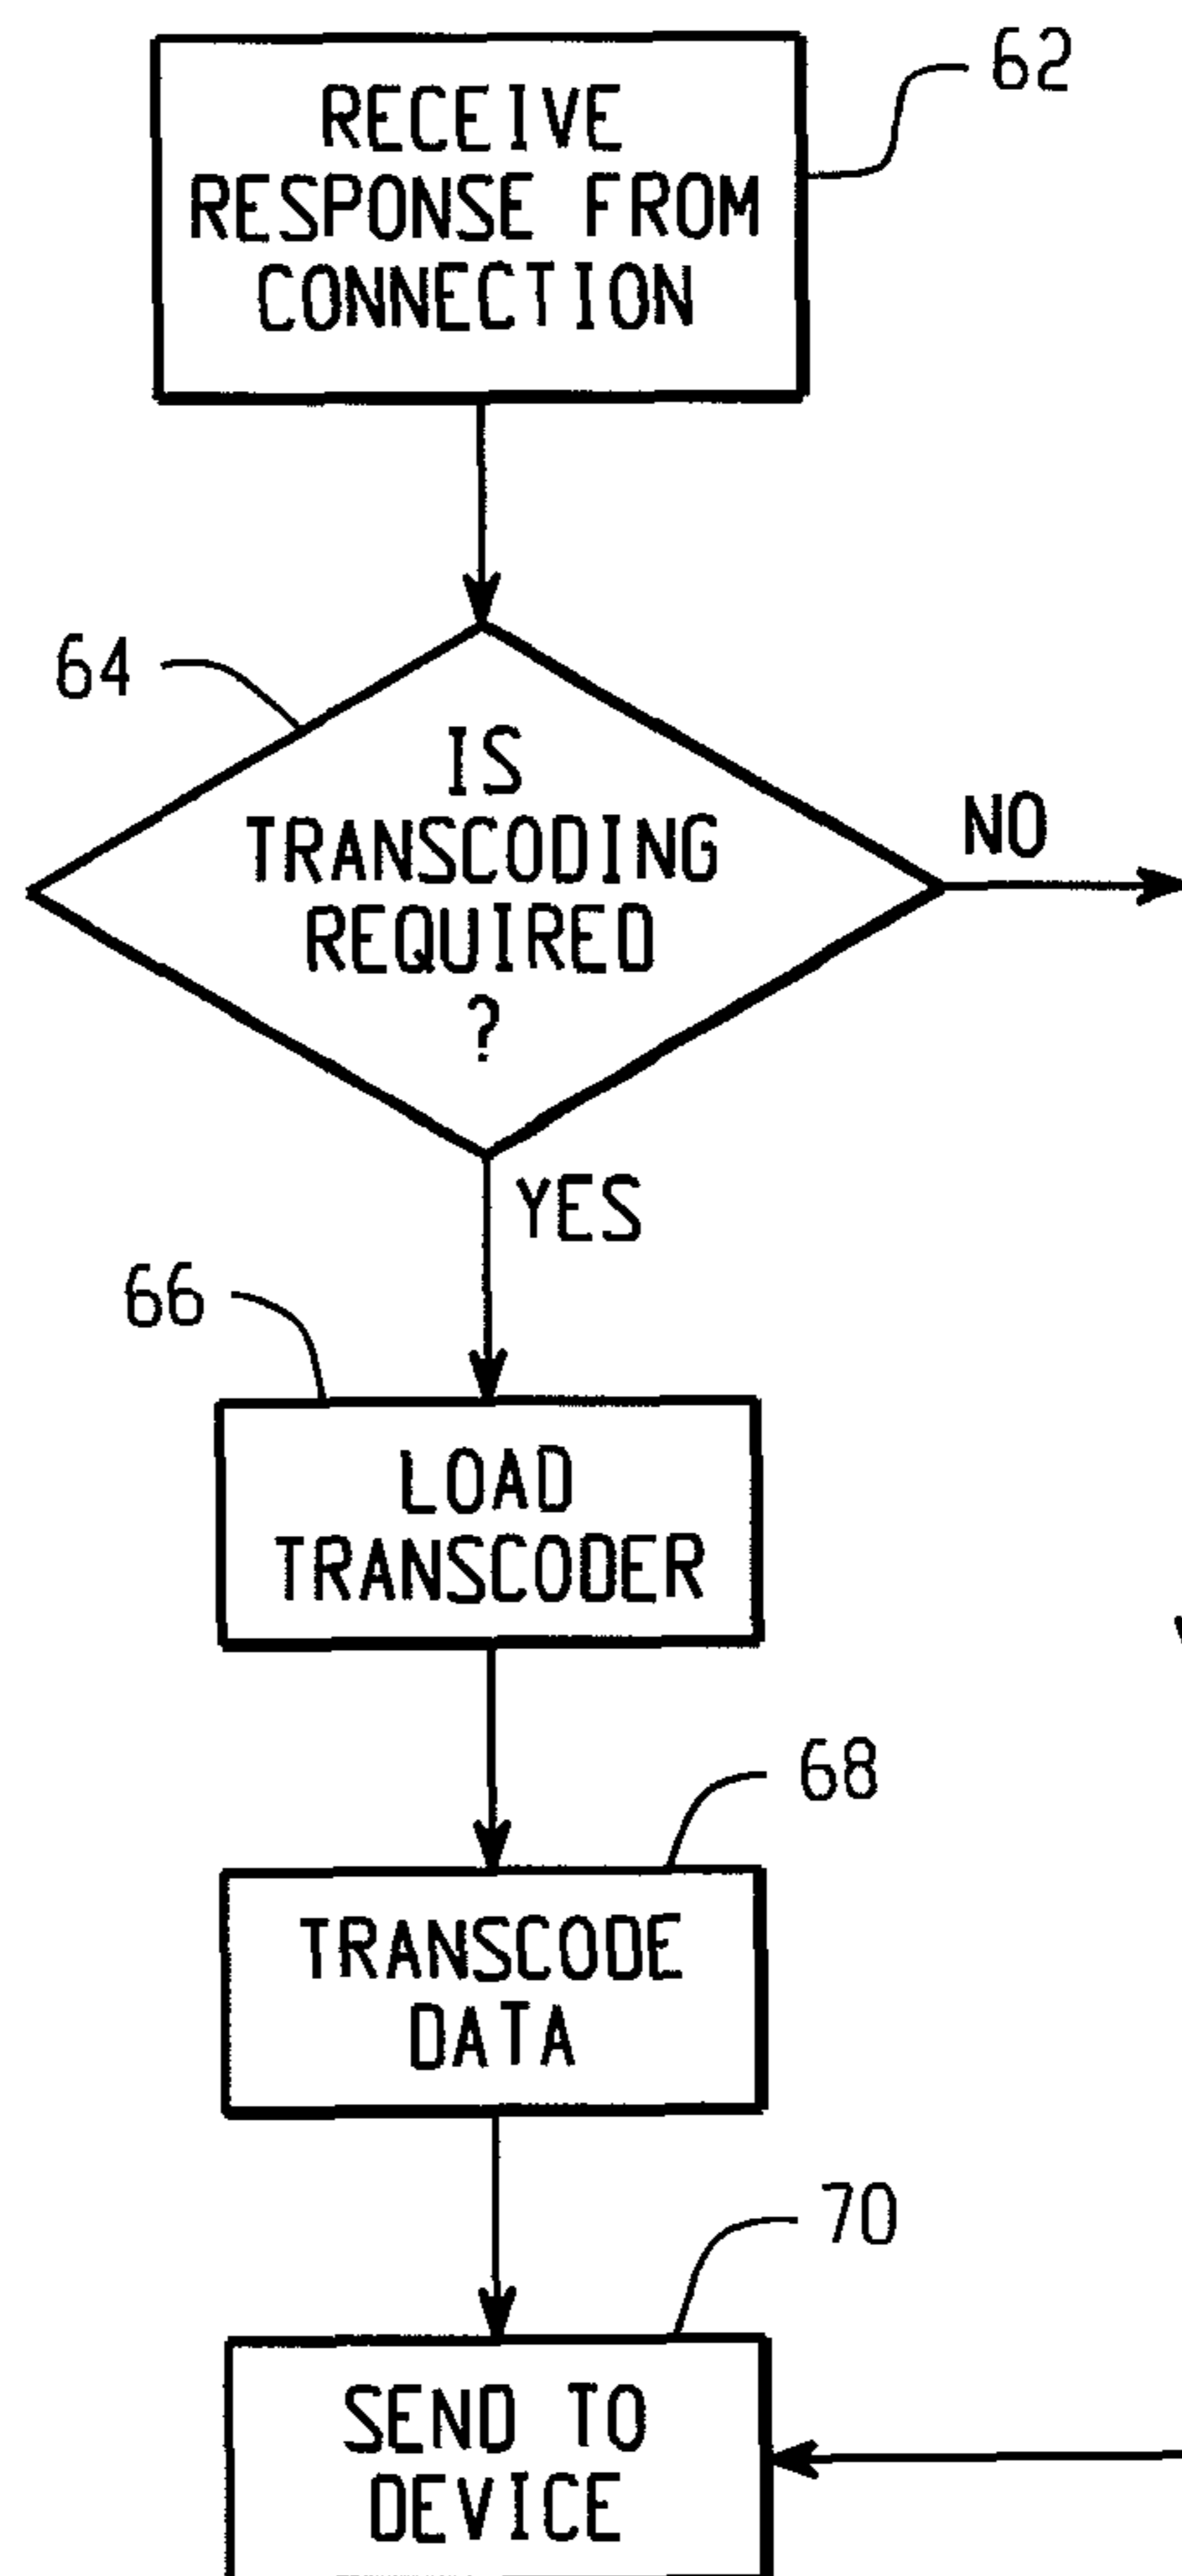 RECEIVE
RESPONSE FROM
CONNECTION
62
64
IS
TRANSCODING
REQUIRED
?
NO
YES
66
LOAD
TRANSCODER
68
TRANSCODE
DATA
70
SEND TO
DEVICE